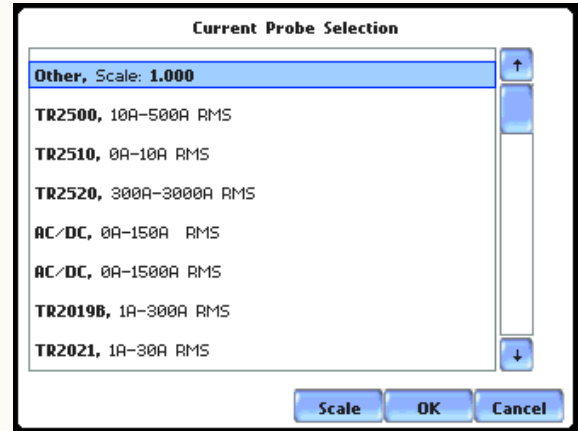 Current Probe Selection
↑
Other, Scale: 1.000
TR2500, 10A-500A RMS
TR2510, 0A-10A RMS
TR2520, 300A-3000A RMS
AC/DC, 0A-150A RMS
AC/DC, 0A-1500A RMS
TR2019B, 1A-300A RMS
TR2021, 1A-30A RMS
↓
Scale OK Cancel